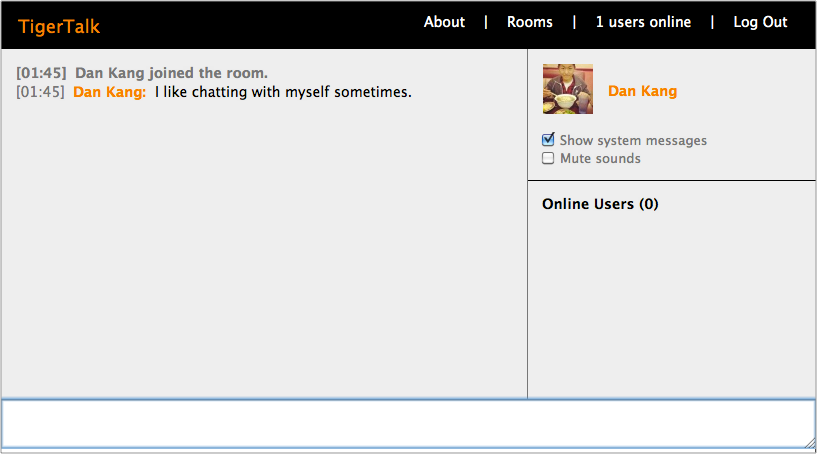 TigerTalk
About | Rooms | 1 users online | Log Out
[01:45] Dan Kang joined the room.
[01:45] Dan Kang: I like chatting with myself sometimes.
Dan Kang
Show system messages
Mute sounds
Online Users (0)